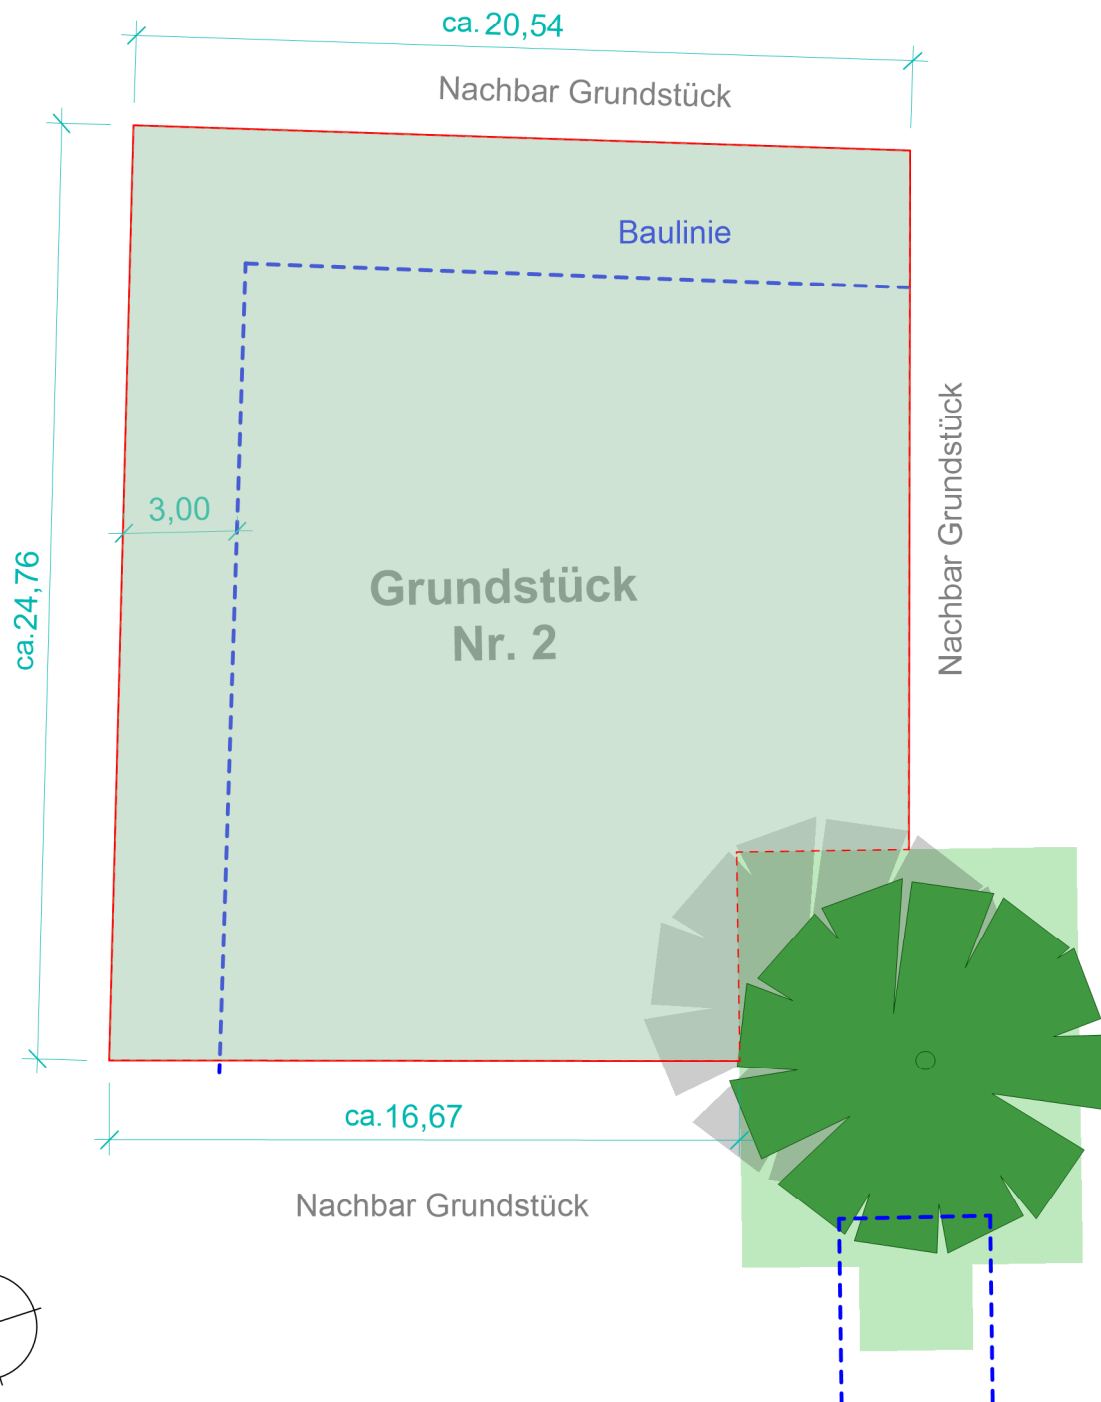 ca. 20,54
Nachbar Grundstück
Baulinie
Nachbar Grundstück
3,00
ca.24,76
Grundstück
Nr. 2
ca.16,67
Nachbar Grundstück